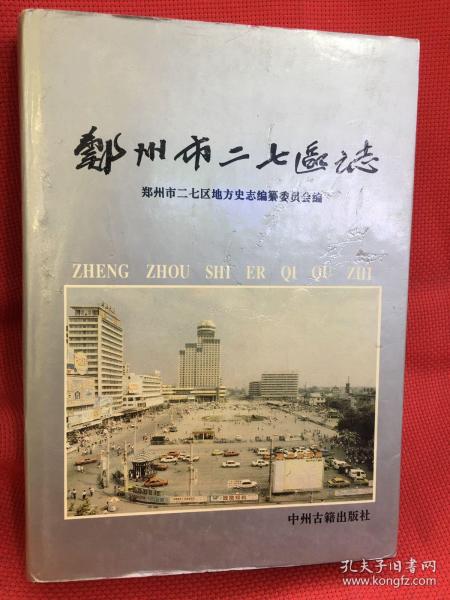 鄭州市二七區志
郑州市二七区地方史志编纂委员会编
ZHENG ZHOU SHI ER QI QU ZHI
中州古籍出版社
孔夫子旧书网
www.kongfz.com